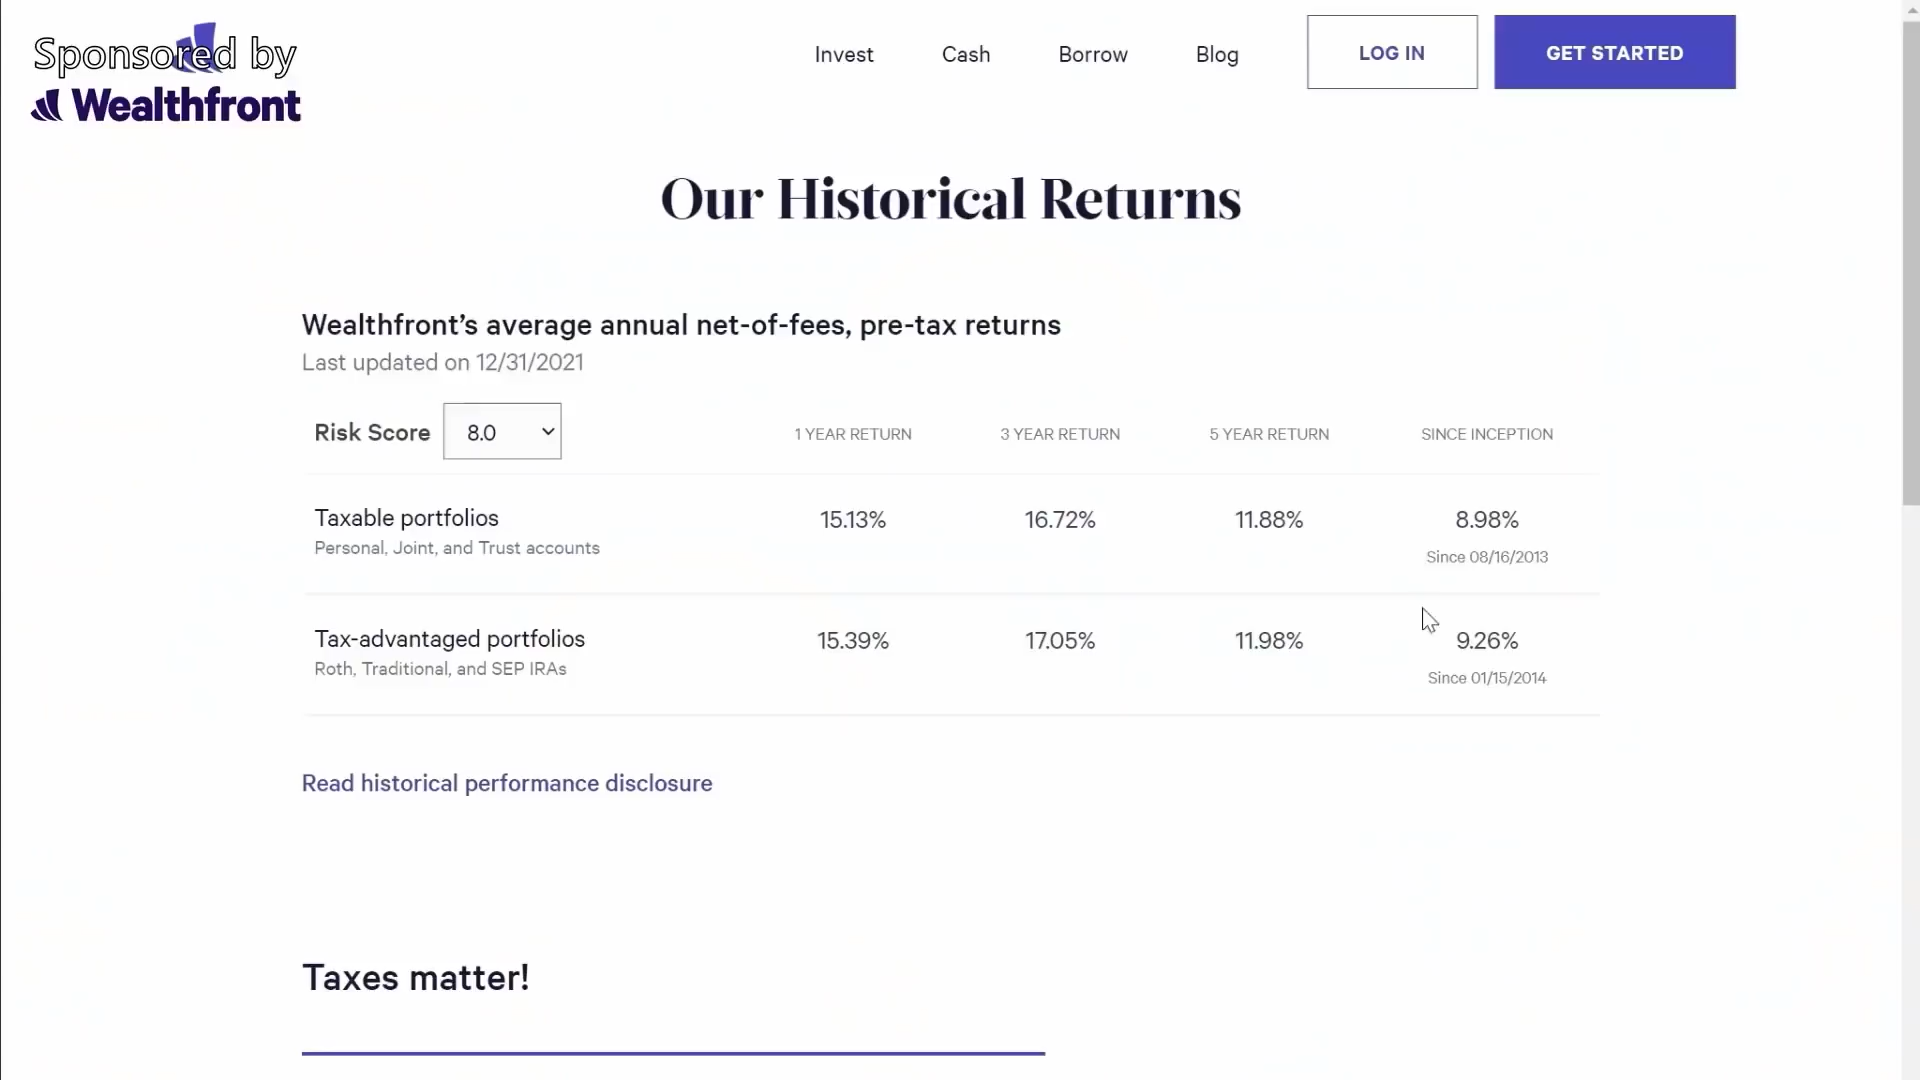 Sponsored by
Wealthfront
Invest Cash Borrow Blog LOG IN GET STARTED
Our Historical Returns
Wealthfront’s average annual net-of-fees, pre-tax returns
Last updated on 12/31/2021
Risk Score 8.0 1 YEAR RETURN 3 YEAR RETURN 5 YEAR RETURN SINCE INCEPTION
Taxable portfolios 15.13% 16.72% 11.88% 8.98%
Personal, Joint, and Trust accounts Since 08/16/2013
Tax-advantaged portfolios 15.39% 17.05% 11.98% 9.26%
Roth, Traditional, and SEP IRAs Since 01/15/2014
Read historical performance disclosure
Taxes matter!